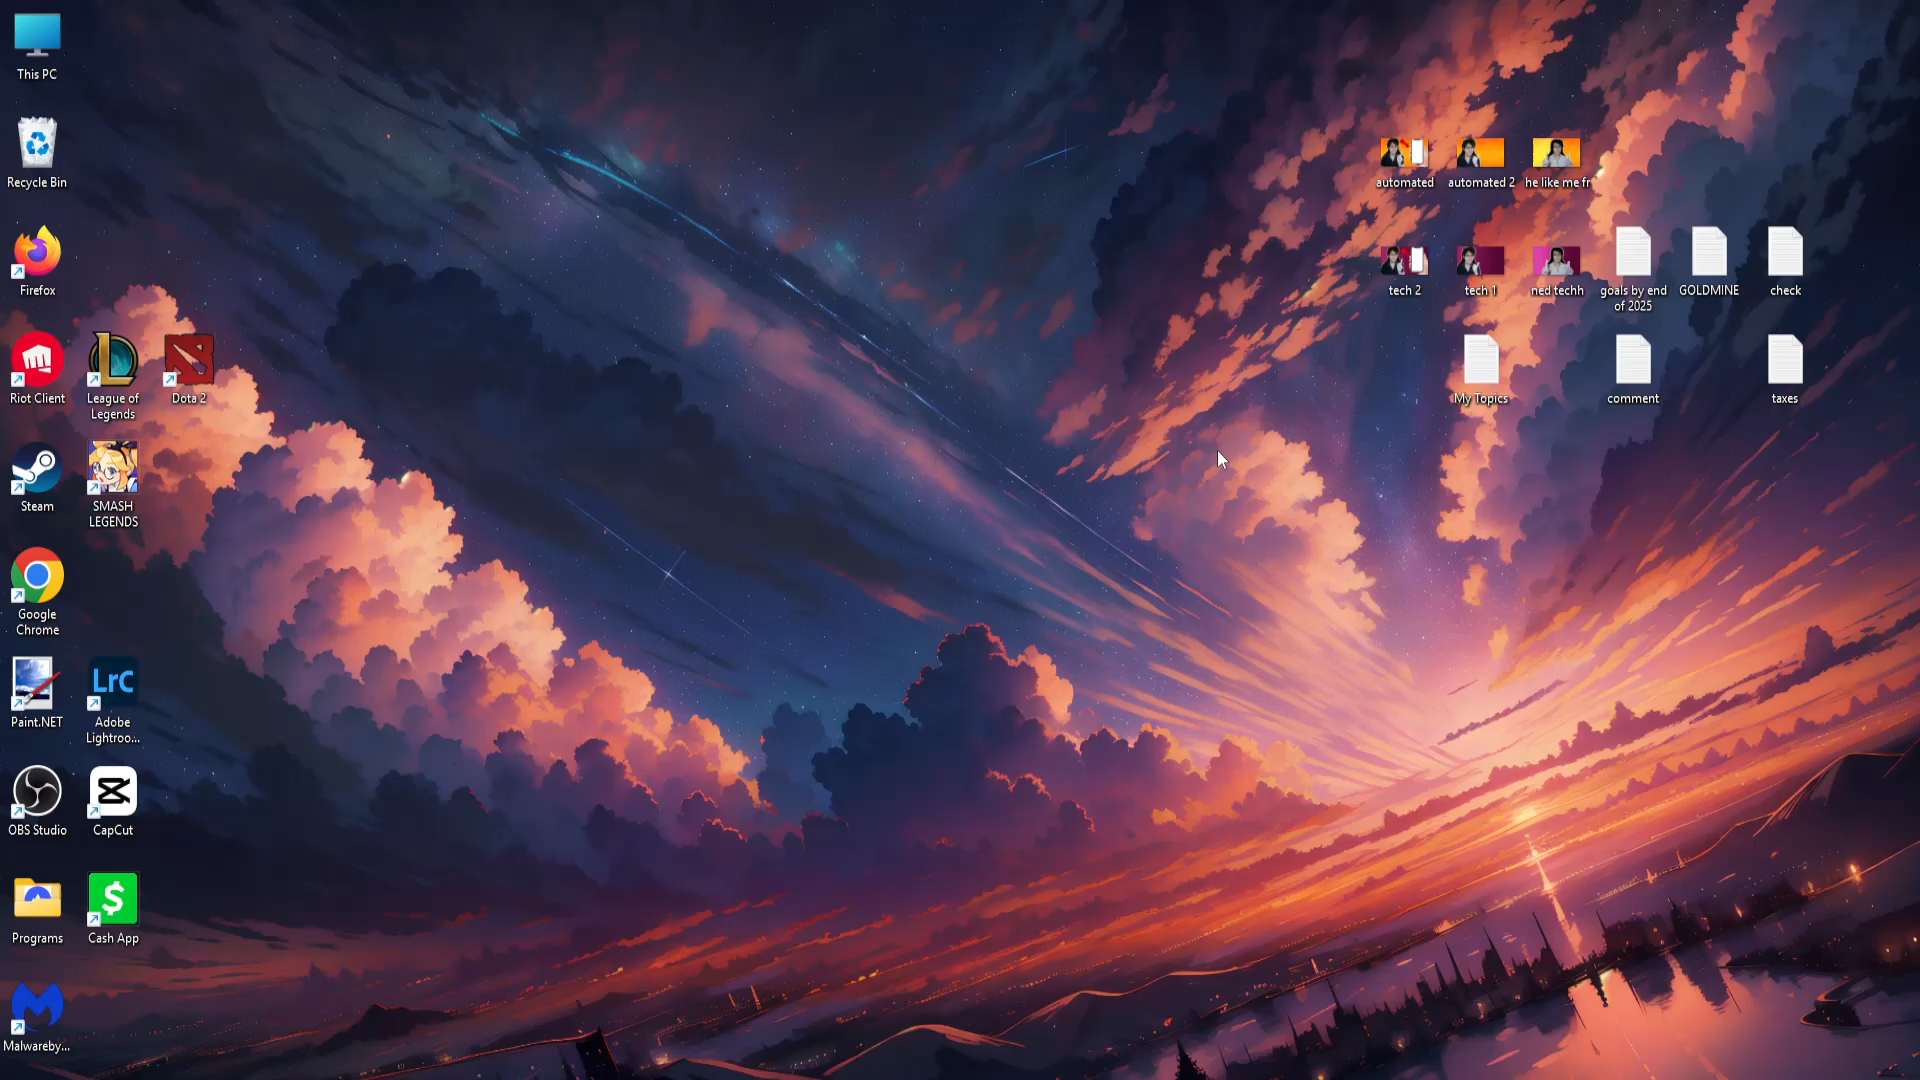 This PC
Recycle Bin
Firefox
Riot Client
League of
Legends
Dota 2
Steam
SMASH
LEGENDS
Google
Chrome
Paint.NET
LrC
Adobe
Lightroo...
OBS Studio
CapCut
Programs
Cash App
Malwareby...
automated
automated 2
he like me fr
tech 2
tech 1
ned techh
goals by end
of 2025
GOLDMINE
check
My Topics
comment
taxes